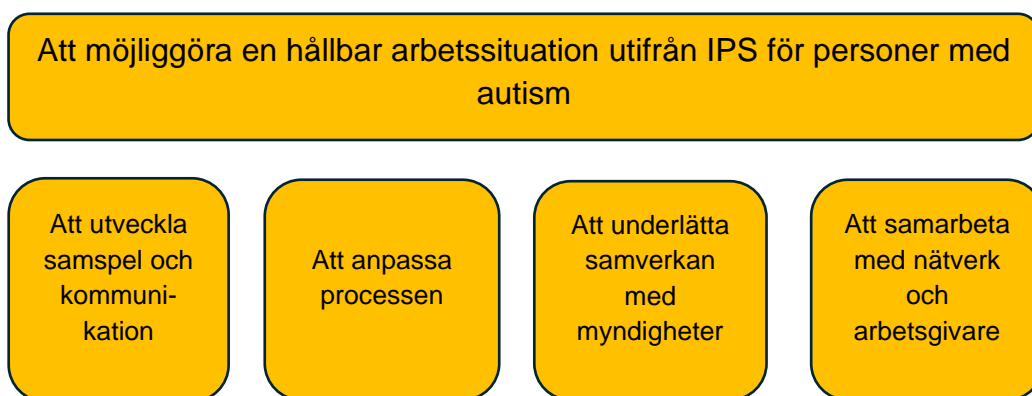 Att möjliggöra en hållbar arbetssituation utifrån IPS för personer med
autism
Att utveckla
samspel och
kommuni-
kation
Att anpassa
processen
Att underlätta
samverkan
med
myndigheter
Att samarbeta
med nätverk
och
arbetsgivare